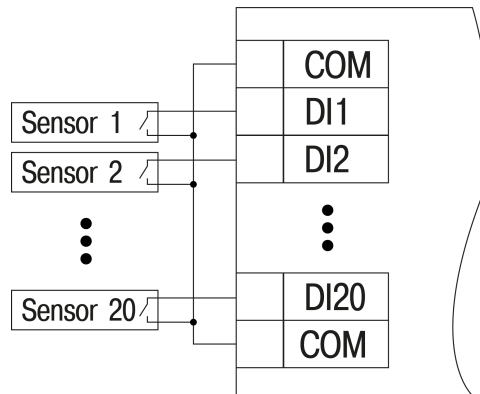 COM
Sensor 1
DI1
Sensor 2
DI2
Sensor 20
DI20
COM